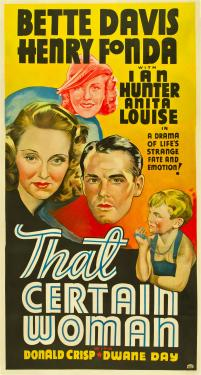 BETTE DAVIS
HENRY FONDA
WITH
IAN
HUNTER
ANITA
LOUISE
IN
A DRAMA
OF LIFE'S
STRANGE
FATE AND
EMOTION!
That
CERTAIN
WOMAN
DONALD CRISP • DWANE DAY